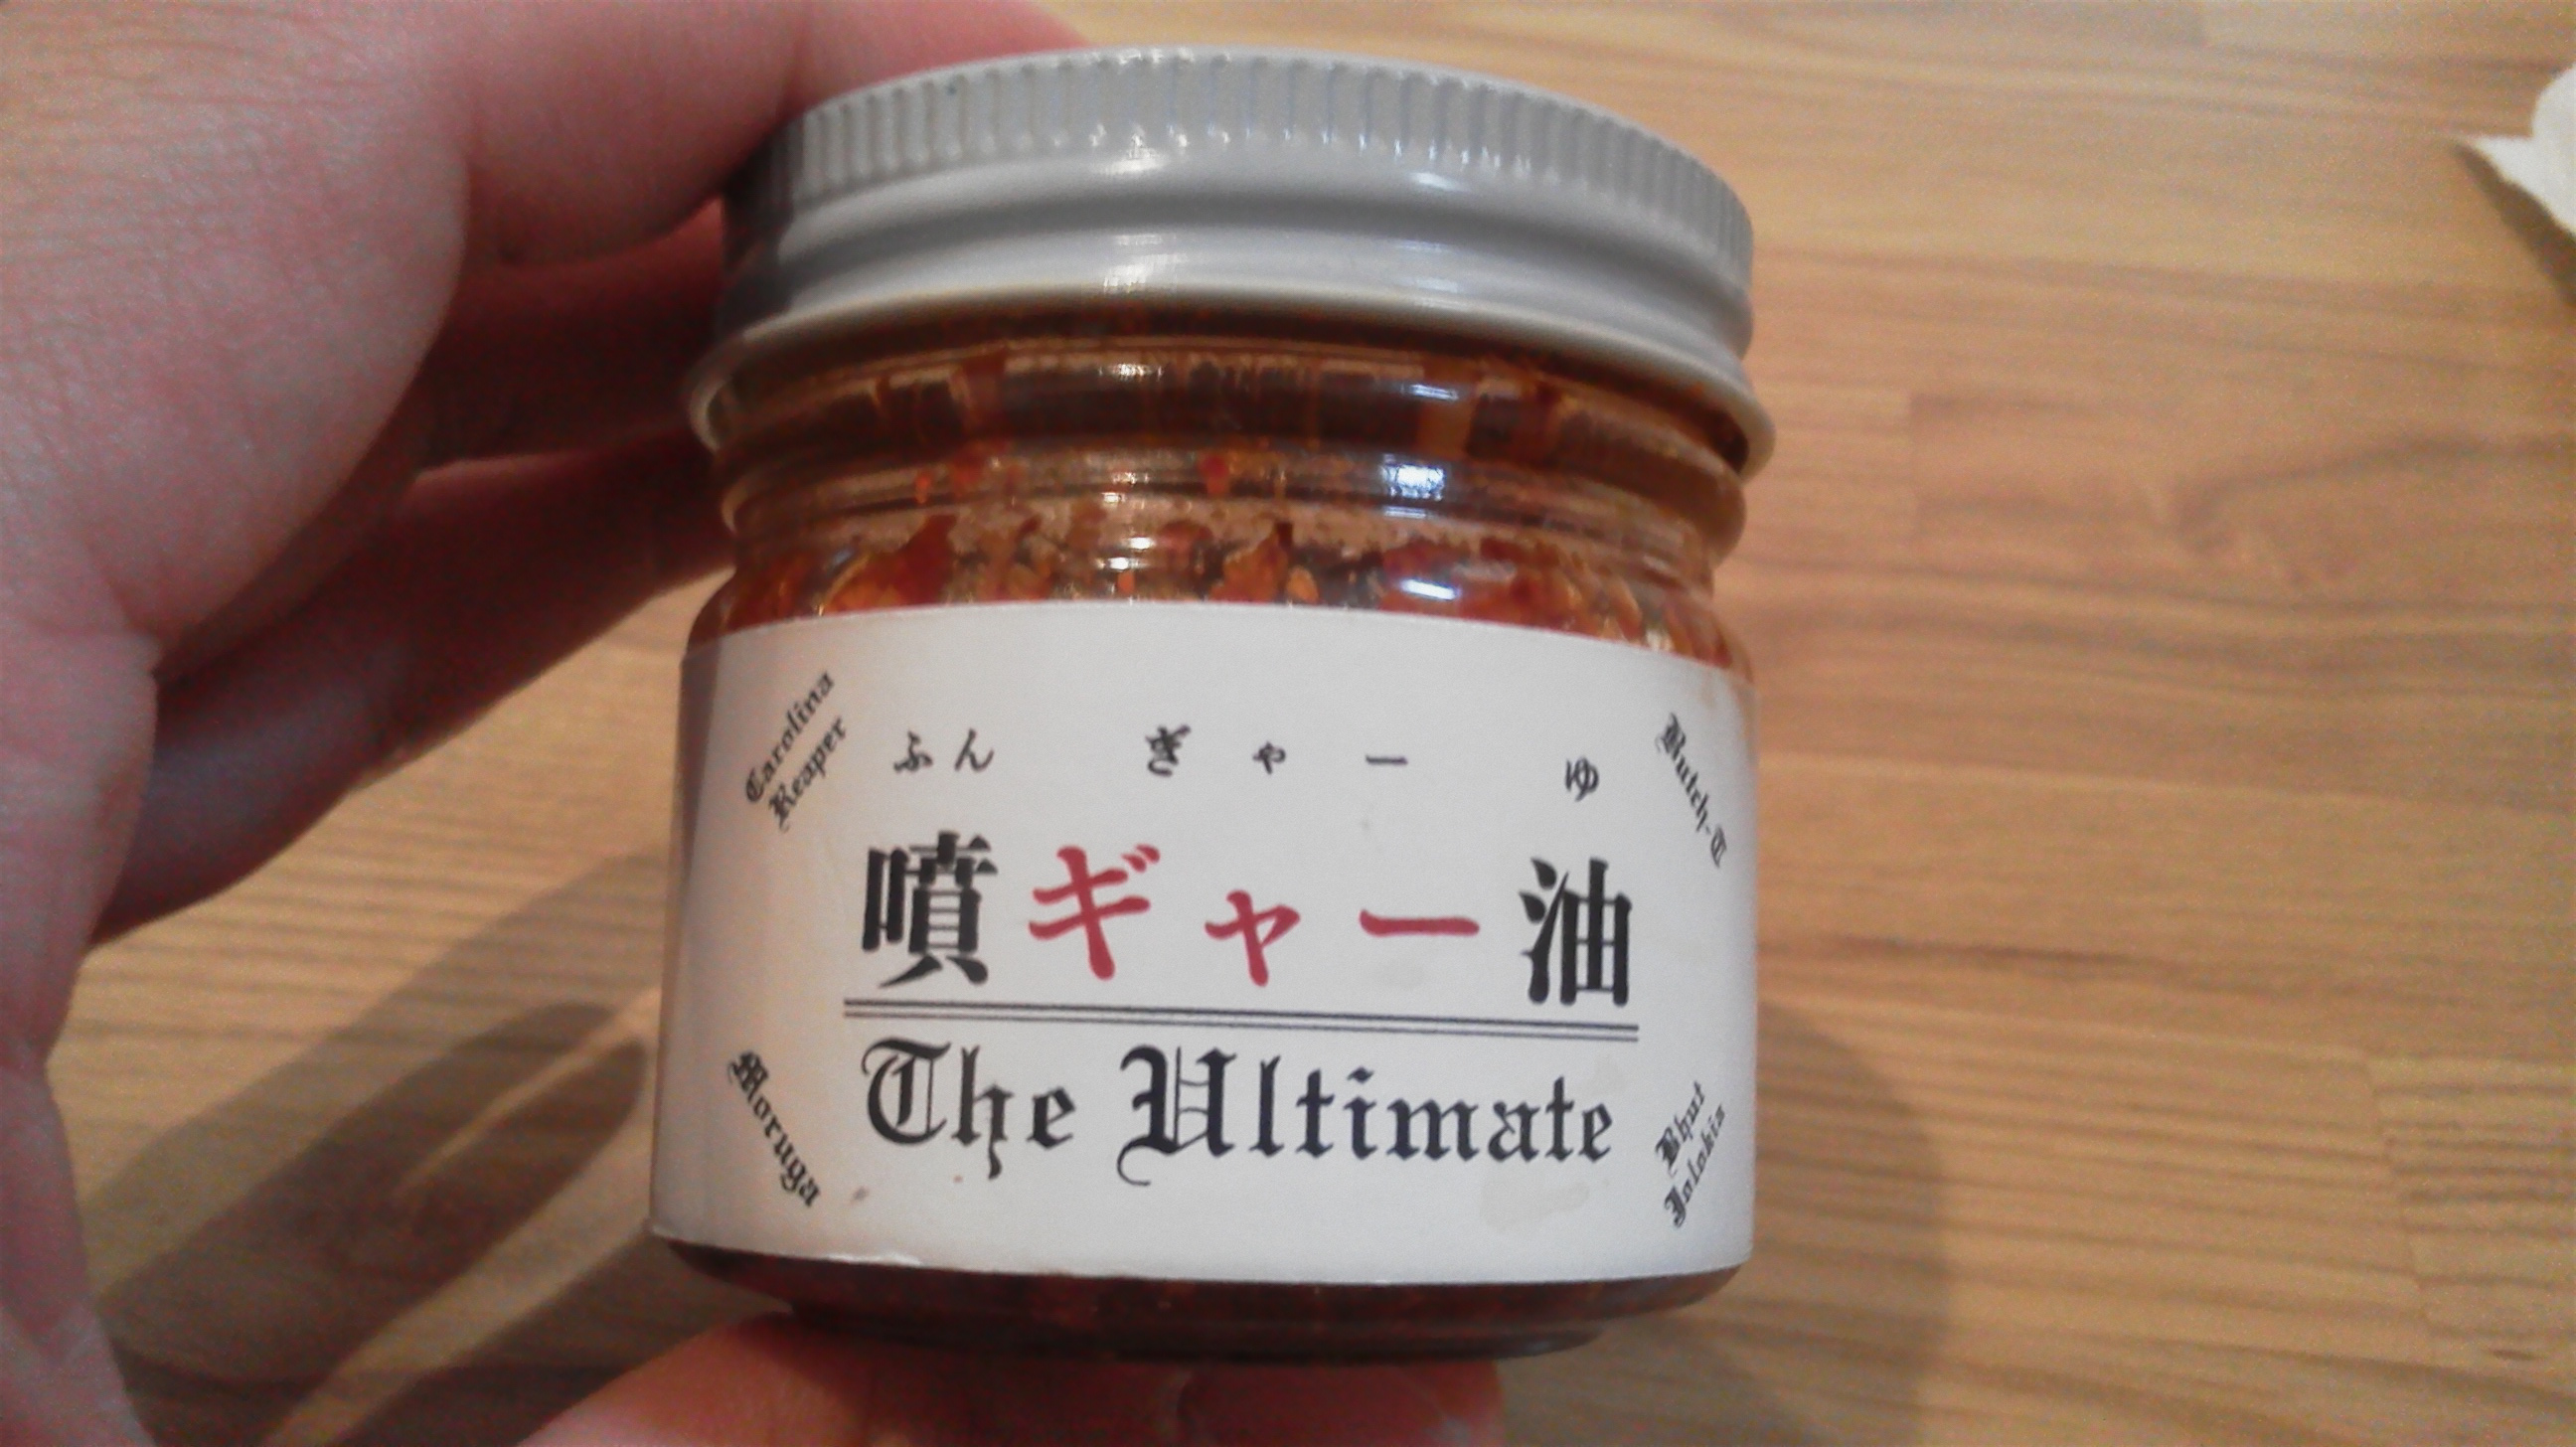 Carolina
Reaper
Butch-T
ふん ぎゃー ゆ
噴ギャー油
The Ultimate
Moruga
Bhut
Jolokia